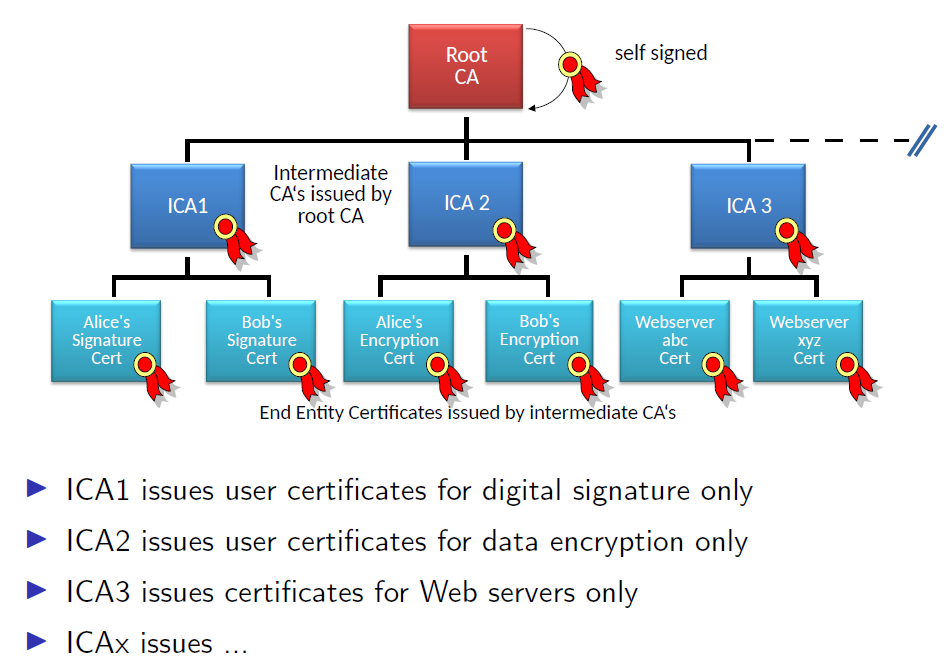 Root
CA
self signed
ICA1
Intermediate
CA‘s issued by
root CA
ICA 2
ICA 3
Alice's
Signature
Cert
Bob's
Signature
Cert
Alice's
Encryption
Cert
Bob's
Encryption
Cert
Webserver
abc
Cert
Webserver
xyz
Cert
End Entity Certificates issued by intermediate CA‘s
ICA1 issues user certificates for digital signature only
ICA2 issues user certificates for data encryption only
ICA3 issues certificates for Web servers only
ICAx issues ...